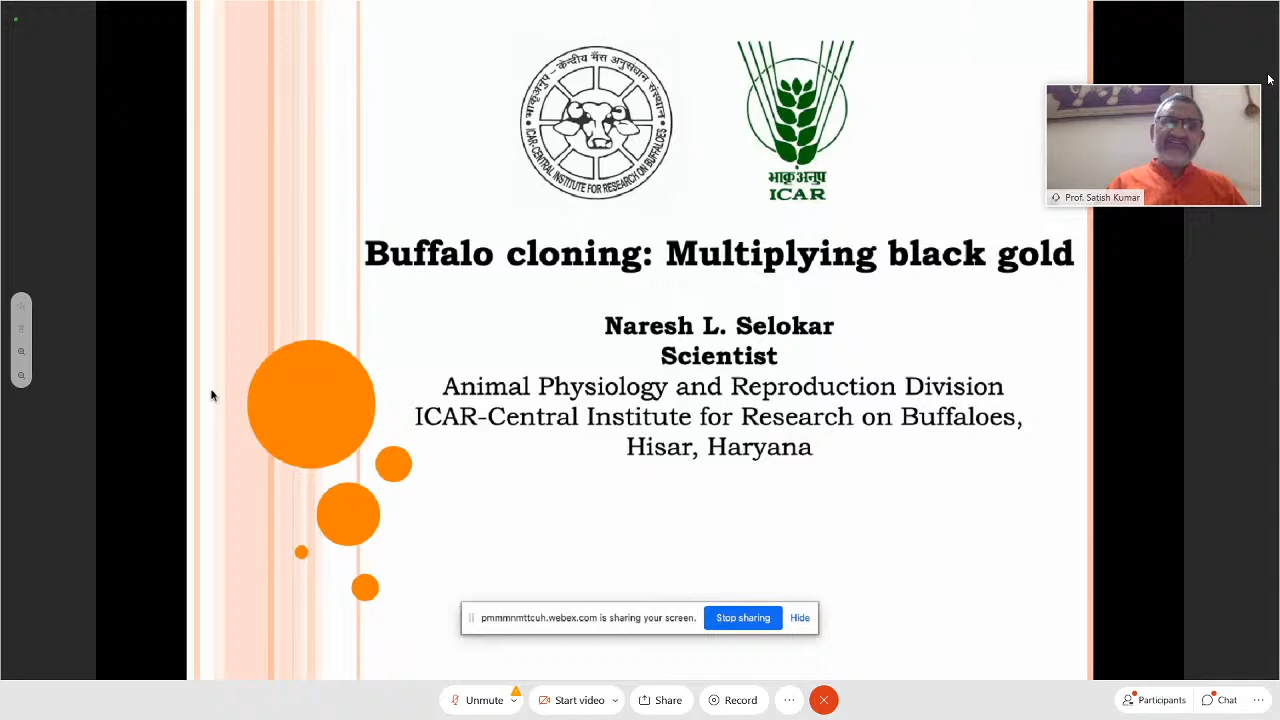 भाकृअनुप - केन्द्रीय भैंस अनुसंधान संस्थान
ICAR-CENTRAL INSTITUTE FOR RESEARCH ON BUFFALOES
भाकृअनुप
ICAR
Prof. Satish Kumar
Buffalo cloning: Multiplying black gold
Naresh L. Selokar
Scientist
Animal Physiology and Reproduction Division
ICAR-Central Institute for Research on Buffaloes,
Hisar, Haryana
pmmmnmttcuh.webex.com is sharing your screen. Stop sharing Hide
Unmute Start video Share Record Participants Chat